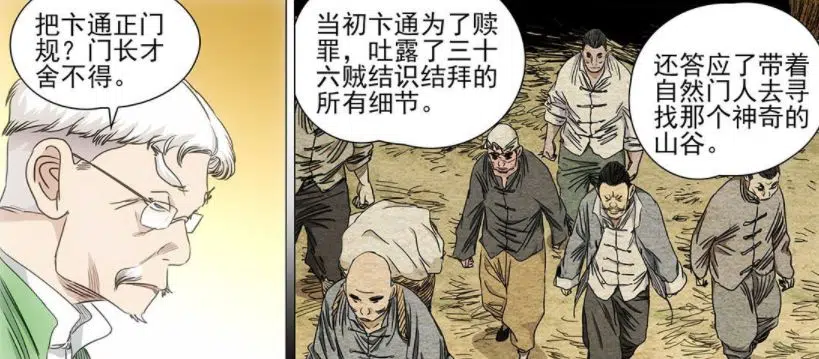 把卞通正门
规？门长才
舍不得。
当初卞通为了赎
罪，吐露了三十
六贼结识结拜的
所有细节。
还答应了带着
自然门人去寻
找那个神奇的
山谷。